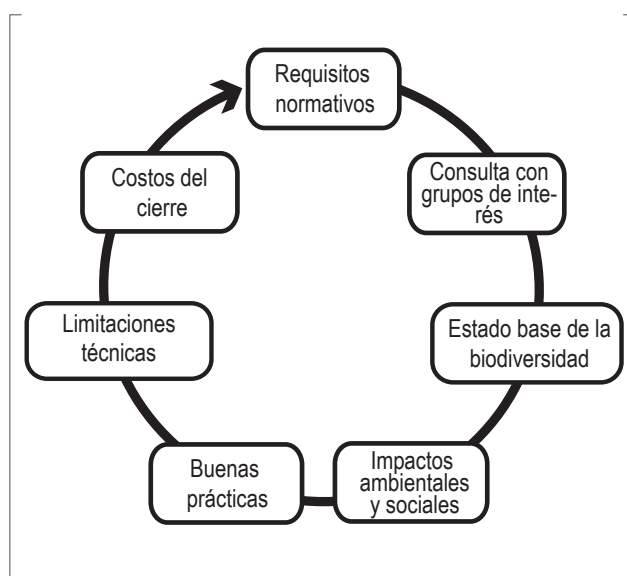 Requisitos
normativos
Consulta con
grupos de inte-
rés
Estado base de la
biodiversidad
Impactos
ambientales
y sociales
Buenas
prácticas
Limitaciones
técnicas
Costos del
cierre